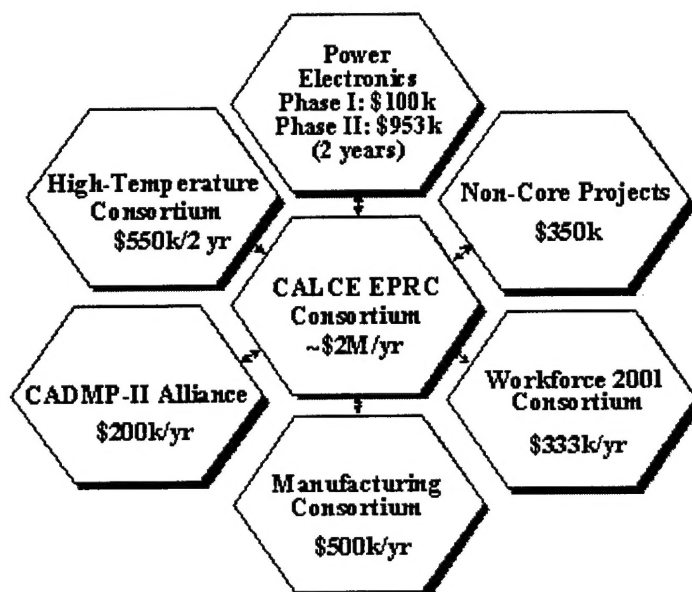 Power
Electronics
Phase I: $100k
Phase II: $953k
(2 years)
High-Temperature
Consortium
$550k/2 yr
Non-Core Projects
$350k
CALCE EPRC
Consortium
~$2M/yr
CADMP-II Alliance
$200k/yr
Workforce 2001
Consortium
$333k/yr
Manufacturing
Consortium
$500k/yr